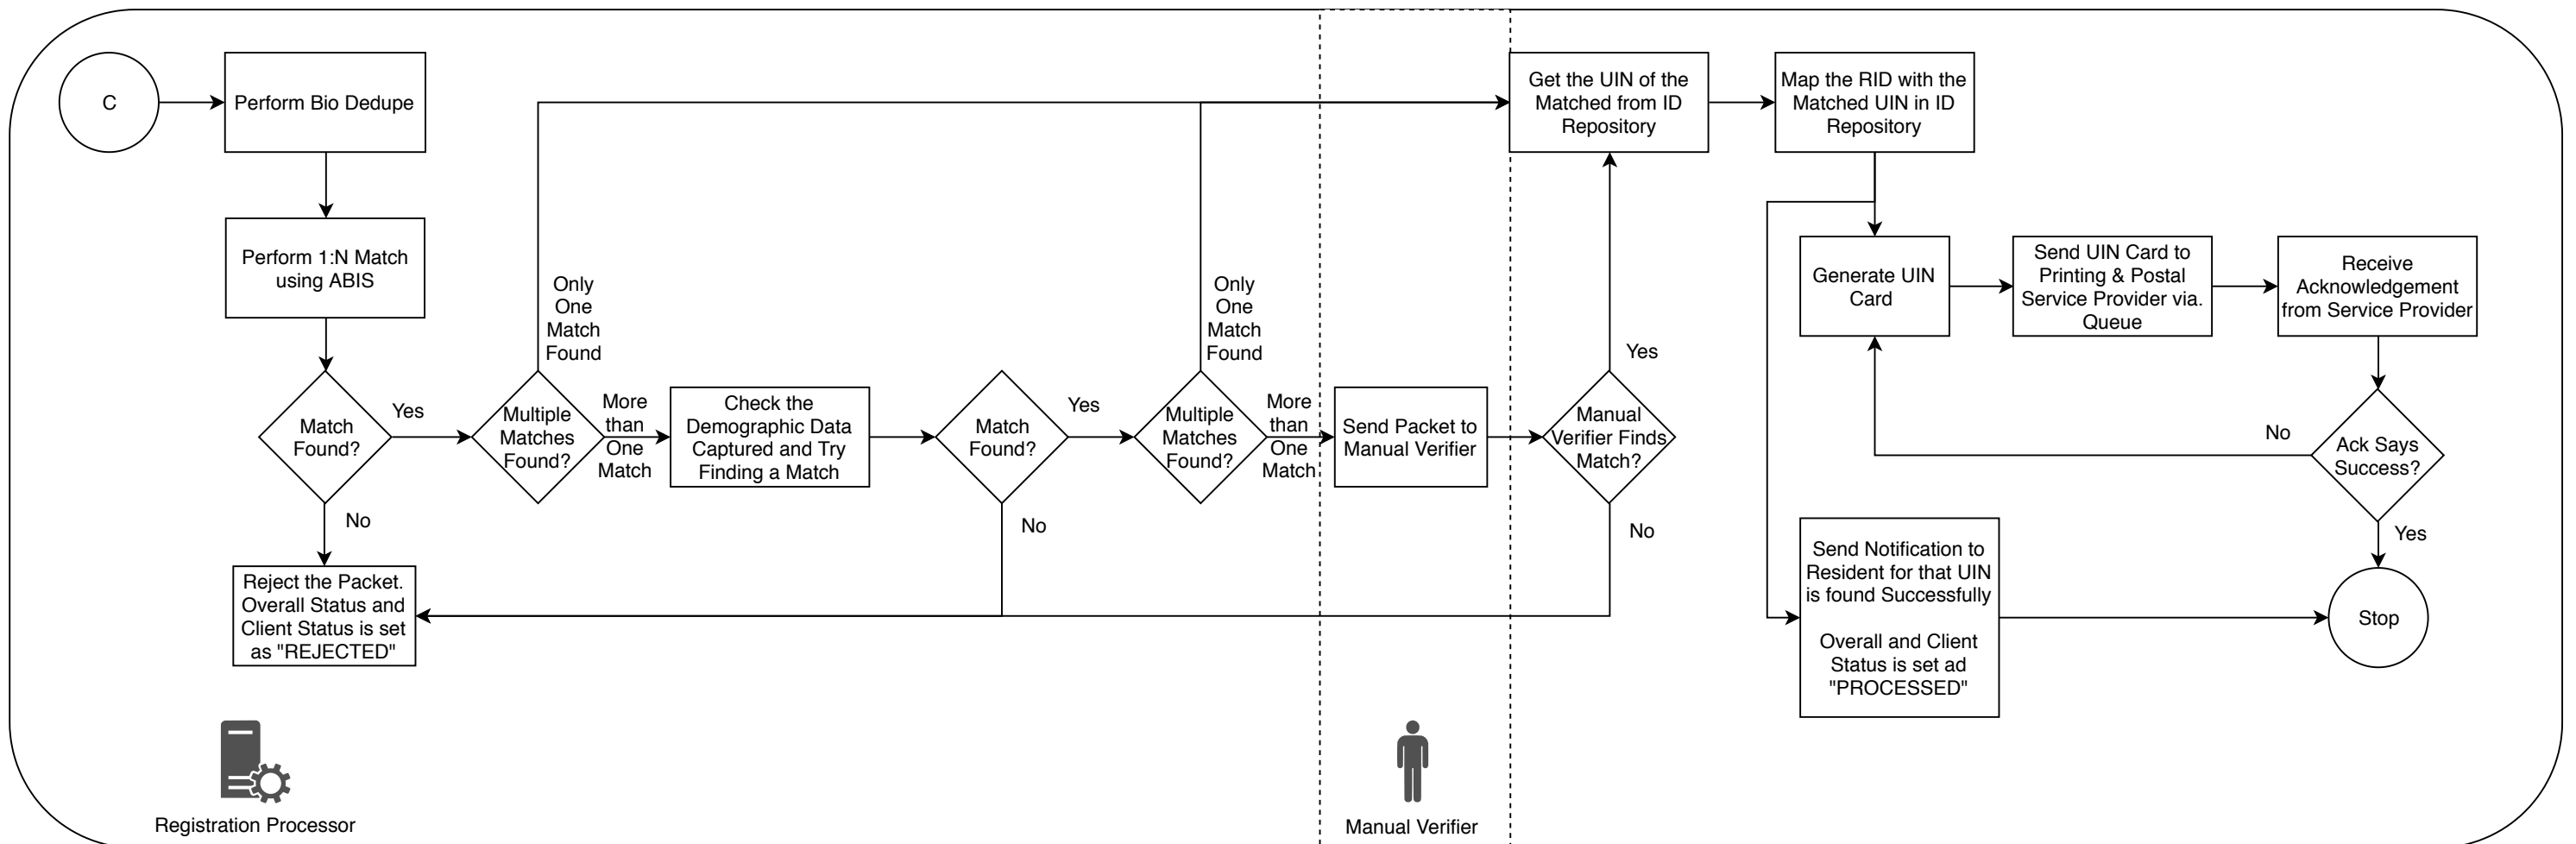 C
Perform Bio Dedupe
Get the UIN of the
Matched from ID
Repository
Map the RID with the
Matched UIN in ID
Repository
Perform 1:N Match
using ABIS
Only
One
Match
Found
Only
One
Match
Found
Generate UIN
Card
Send UIN Card to
Printing & Postal
Service Provider via.
Queue
Receive
Acknowledgement
from Service Provider
Match
Found?
Yes
Multiple
Matches
Found?
More
than
One
Match
Check the
Demographic Data
Captured and Try
Finding a Match
Match
Found?
Yes
Multiple
Matches
Found?
More
than
One
Match
Send Packet to
Manual Verifier
Manual
Verifier Finds
Match?
Yes
No
Ack Says
Success?
No
No
No
Yes
Reject the Packet.
Overall Status and
Client Status is set
as "REJECTED"
Send Notification to
Resident for that UIN
is found Successfully
Overall and Client
Status is set ad
"PROCESSED"
Stop
Registration Processor
Manual Verifier